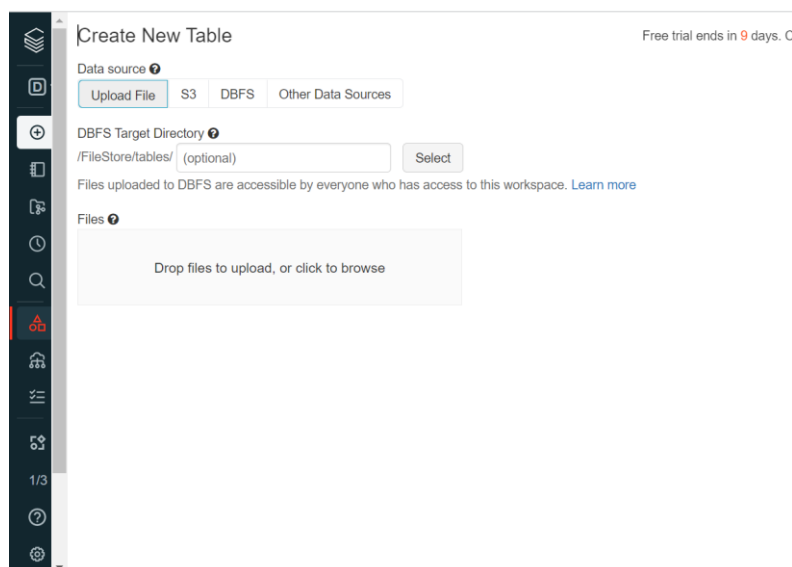 Create New Table
Free trial ends in 9 days. C
Data source
D
Upload File S3 DBFS Other Data Sources
DBFS Target Directory
/FileStore/tables/ (optional) Select
Files uploaded to DBFS are accessible by everyone who has access to this workspace. Learn more
Files
Drop files to upload, or click to browse
1/3